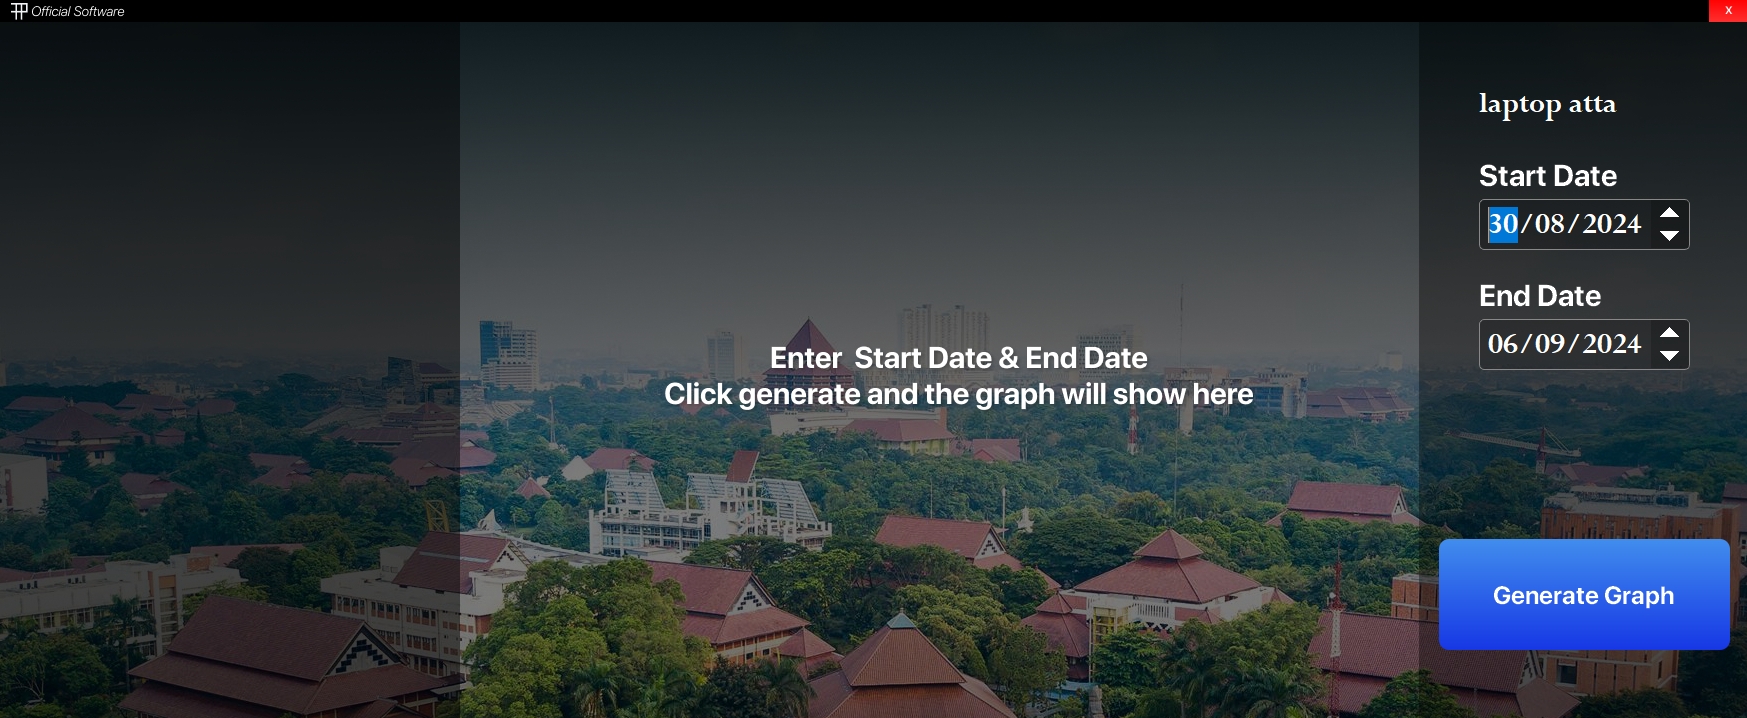 Official Software
x
laptop atta
Start Date
30/08/2024
End Date
06/09/2024
Enter  Start Date & End Date
Click generate and the graph will show here
Generate Graph